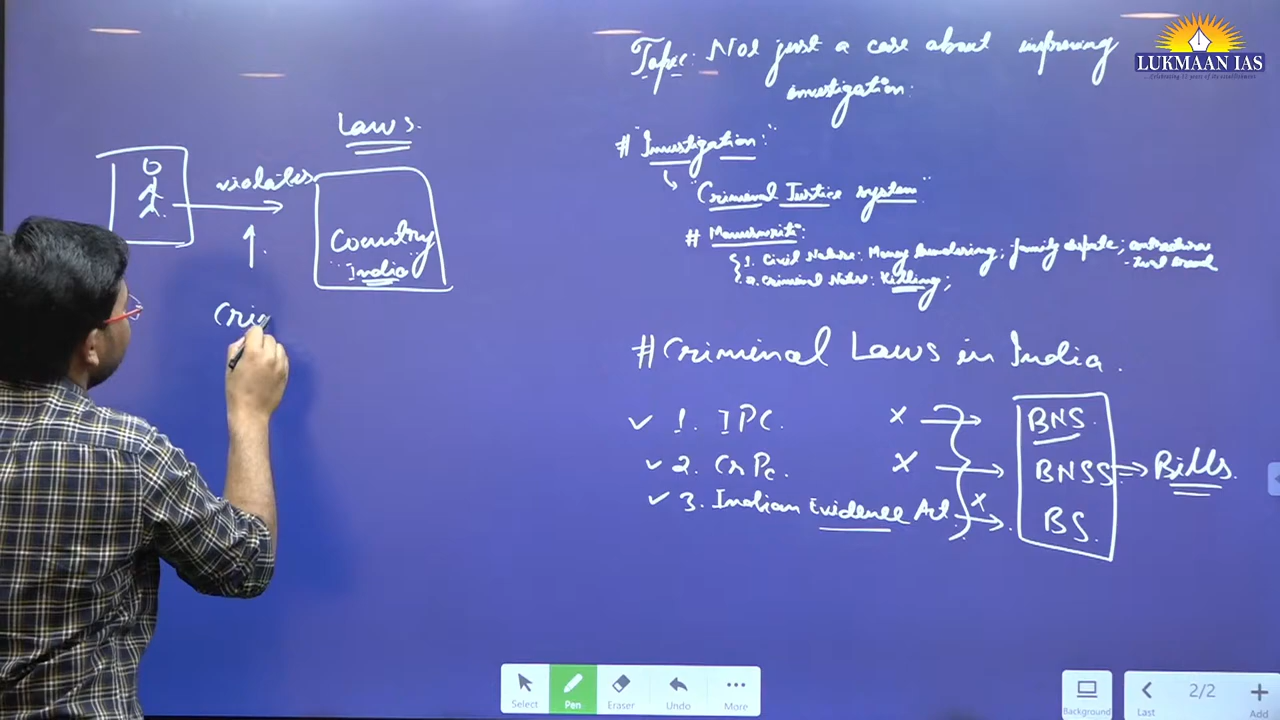 Topic: Not just a case about improving
investigation:
LUKMAAN IAS
Laws.
# "Investigation:"
violates
"Criminal Justice system"
Country
"India"
#
1. Civil Nature: Money laundering; family dispute;
2. Criminal Nature: Killing;
Cri
# Criminal Laws in India.
1. IPC. x BNS.
2. CrPc. x BNSS. Bills.
3. Indian Evidence Act. x BS.
Select
Pen
Eraser
Undo
More
Background
Last
2/2
Add